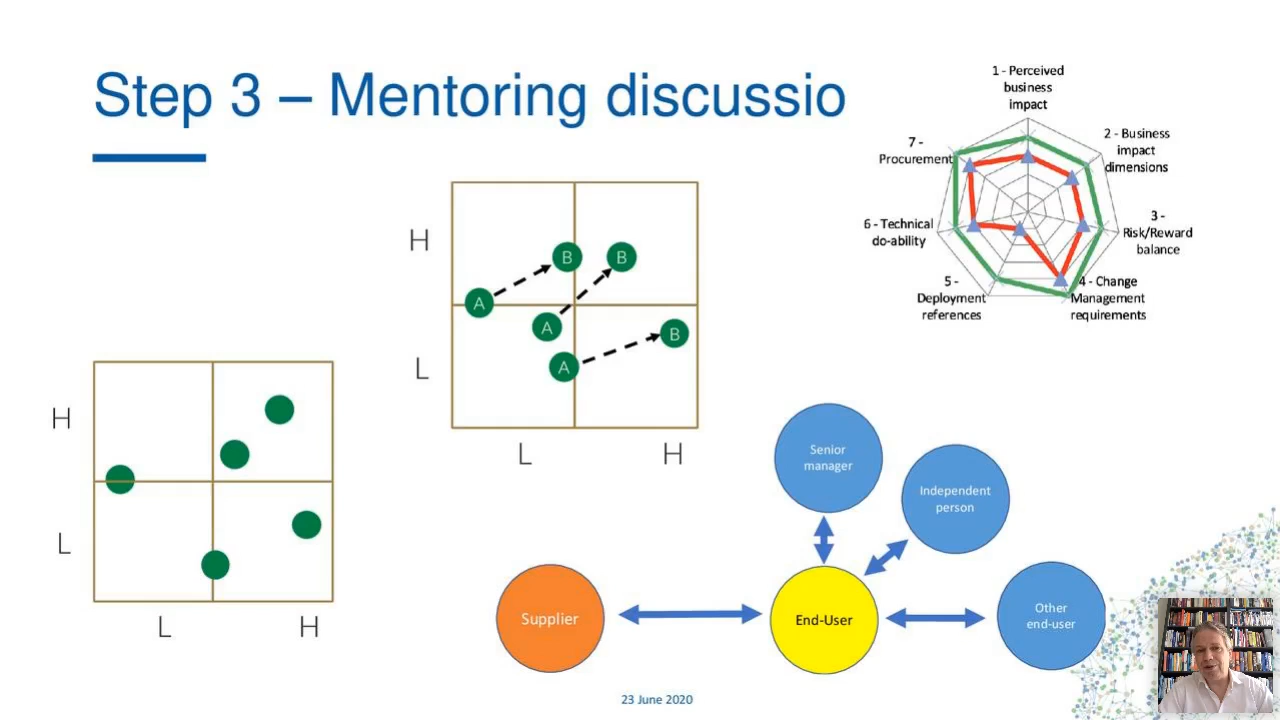 Step 3 – Mentoring discussio
1 - Perceived
business
impact
2 - Business
impact
dimensions
3 -
Risk/Reward
balance
4 - Change
Management
requirements
5 -
Deployment
references
6 - Technical
do-ability
7 -
Procurement
H
L
L
H
A
B
A
B
A
B
H
L
L
H
Senior
manager
Independent
person
Supplier
End-User
Other
end-user
23 June 2020